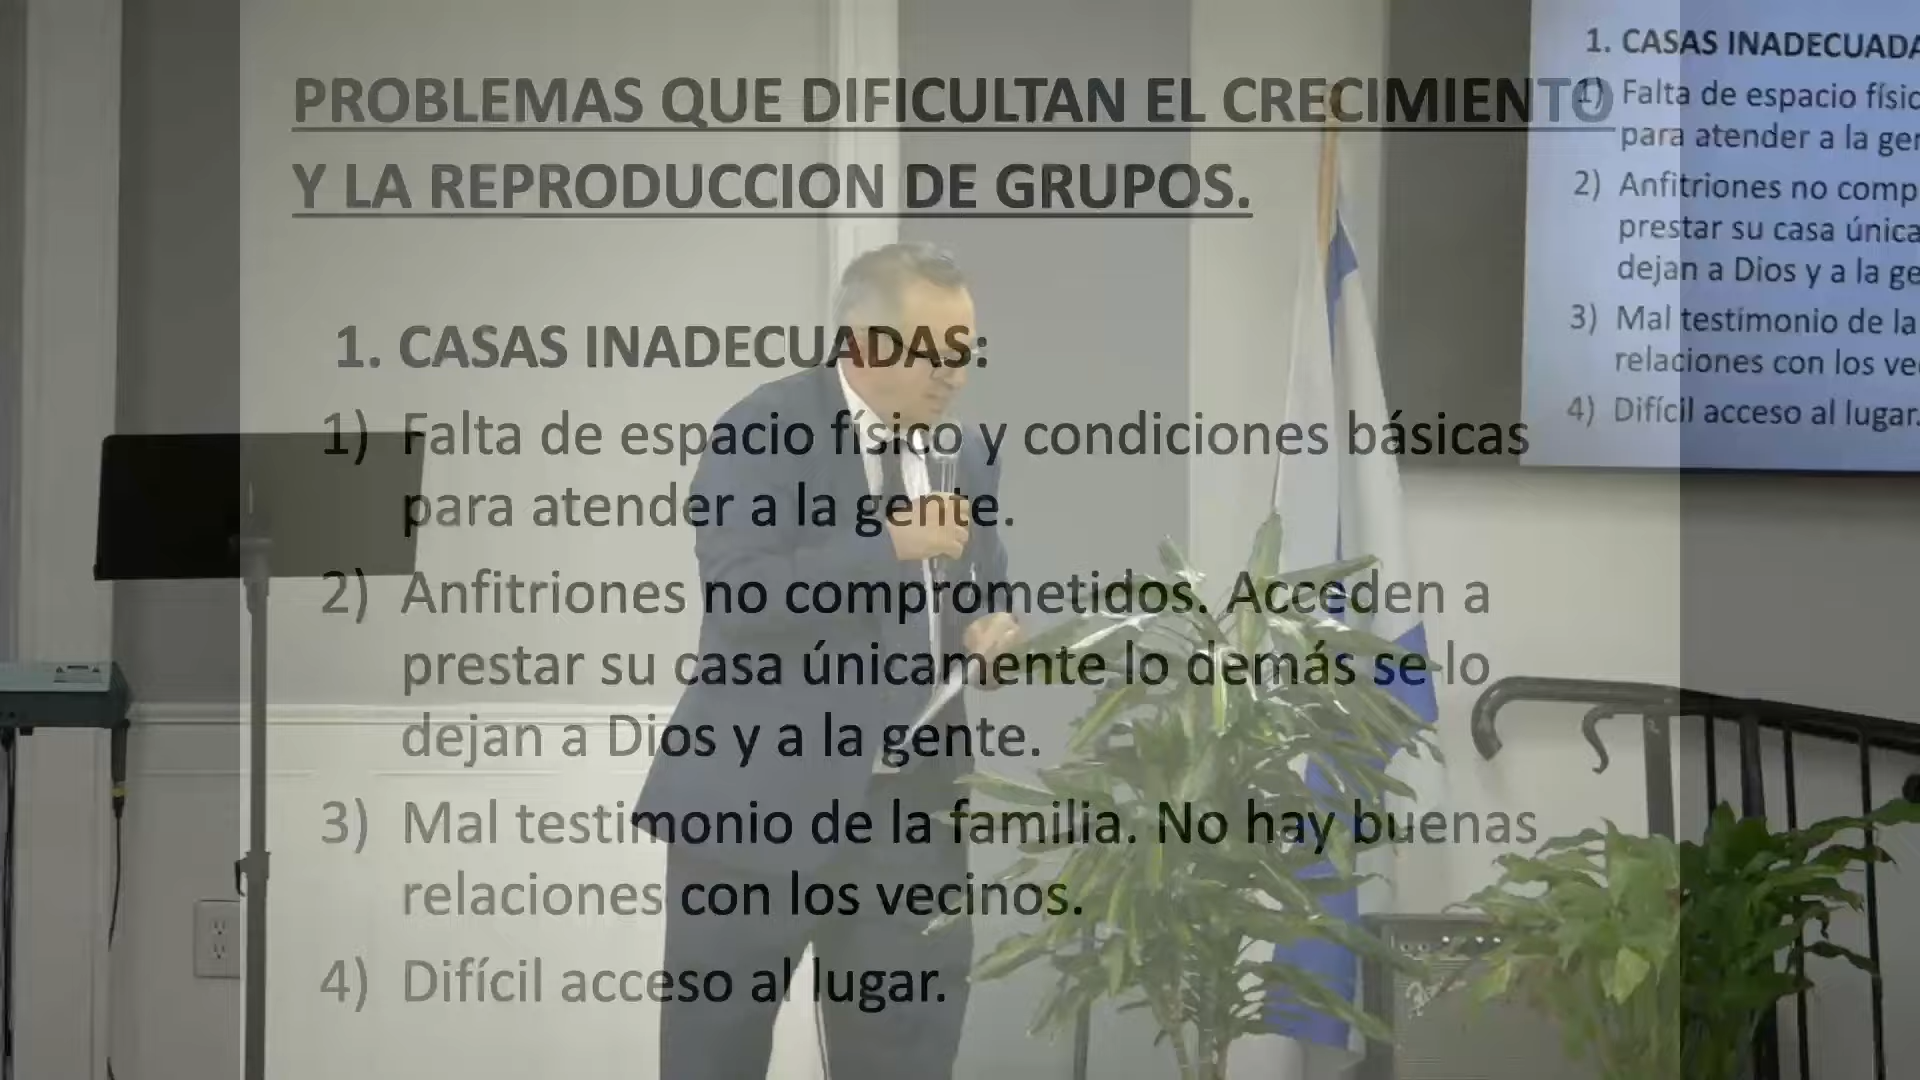 PROBLEMAS QUE DIFICULTAN EL CRECIMIENTO
Y LA REPRODUCCION DE GRUPOS.
1. CASAS INADECUADAS:
1) Falta de espacio físico y condiciones básicas
para atender a la gente.
2) Anfitriones no comprometidos. Acceden a
prestar su casa únicamente lo demás se lo
dejan a Dios y a la gente.
3) Mal testimonio de la familia. No hay buenas
relaciones con los vecinos.
4) Difícil acceso al lugar.
1. CASAS INADECUADA
1) Falta de espacio físic
para atender a la ger
2) Anfitriones no comp
prestar su casa única
dejan a Dios y a la ge
3) Mal testimonio de la
relaciones con los ve
4) Difícil acceso al lugar.